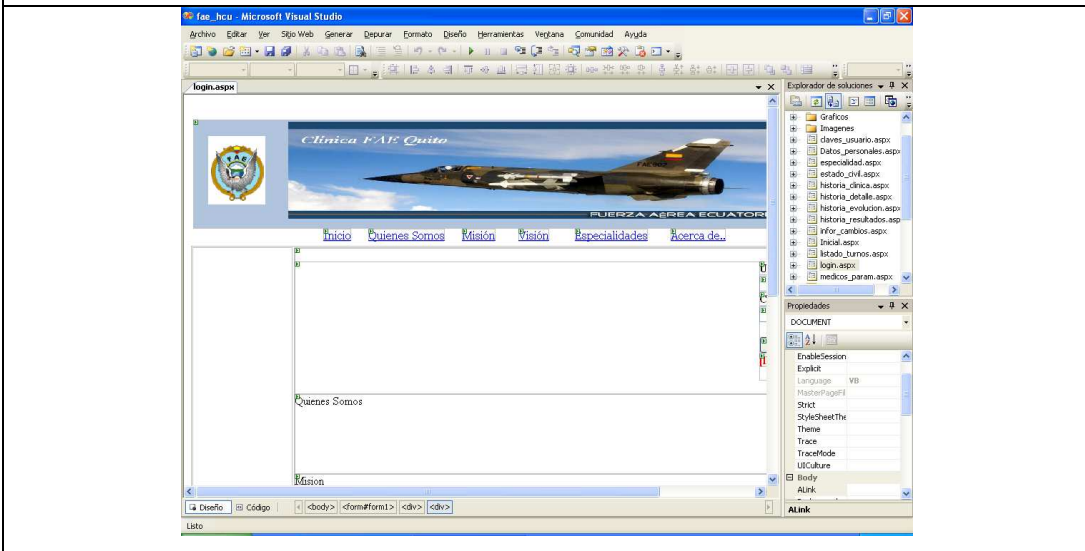 fae_hcu - Microsoft Visual Studio
Archivo Editar Ver Sitio Web Generar Depurar Formato Diseño Herramientas Ventana Comunidad Ayuda
login.aspx
Clínica FAE Quito
FAE
FUERZA AÉREA ECUATOR
Inicio Quienes Somos Misión Visión Especialidades Acerca de..
U
C
Quienes Somos
Mision
Diseño Código <body> <form#form1> <div> <div>
Listo
Explorador de soluciones
Graficos
Imagenes
claves_usuario.aspx
Datos_personales.aspx
especialidad.aspx
estado_civil.aspx
historia_clinica.aspx
historia_detalle.aspx
historia_evolucion.aspx
historia_resultados.asp
infor_cambios.aspx
Inicial.aspx
listado_turnos.aspx
login.aspx
medicos_param.aspx
Propiedades
DOCUMENT
EnableSession
Explicit
Language VB
MasterPageFil
Strict
StyleSheetThe
Theme
Trace
TraceMode
UICulture
Body
ALink
ALink